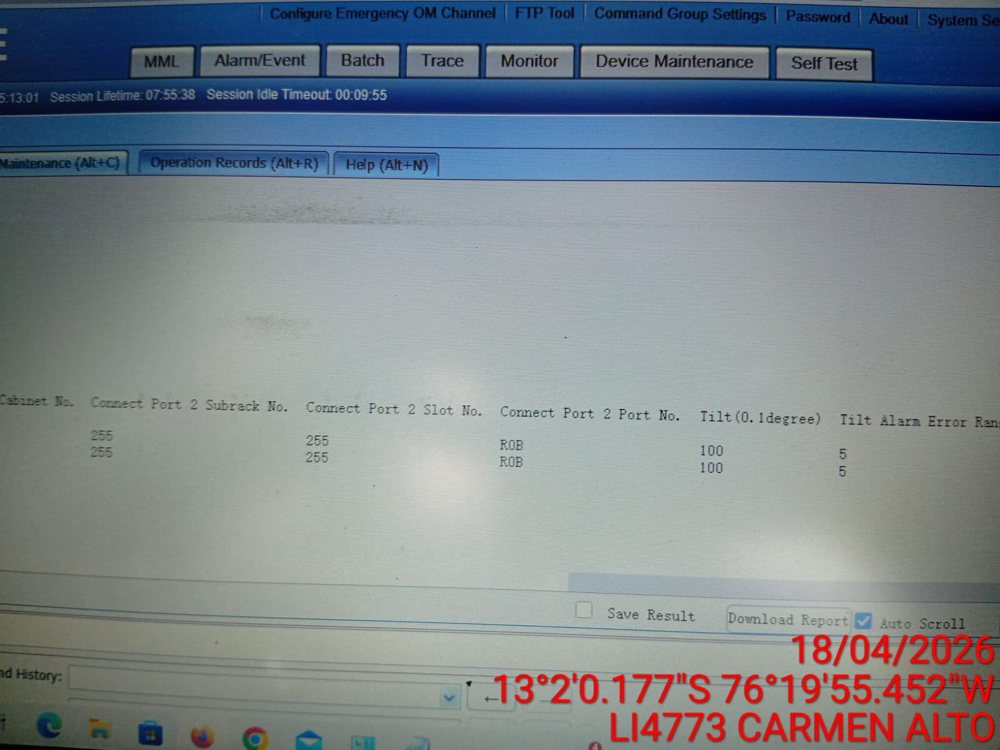 Configure Emergency OM Channel | FTP Tool | Command Group Settings | Password | About | System Se
MML Alarm/Event Batch Trace Monitor Device Maintenance Self Test
5:13:01 Session Lifetime: 07:55:38 Session Idle Timeout: 00:09:55
Maintenance (Alt+C) Operation Records (Alt+R) Help (Alt+N)
Cabinet No. Connect Port 2 Subrack No. Connect Port 2 Slot No. Connect Port 2 Port No. Tilt(0.1degree) Tilt Alarm Error Ran
255 255 R0B 100 5
255 255 R0B 100 5
Save Result Download Report Auto Scroll
nd History:
18/04/2026
13°2'0.177"S 76°19'55.452"W
LI4773 CARMEN ALTO